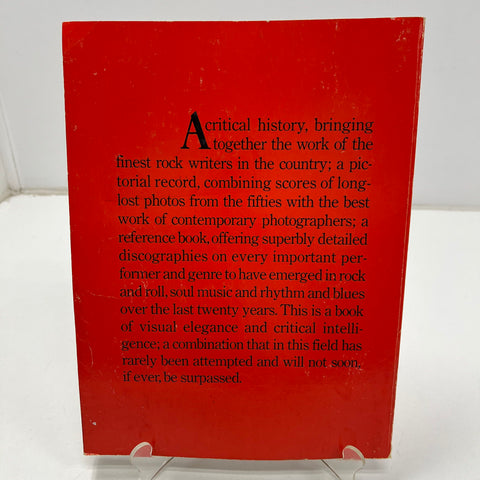 A critical history, bringing
together the work of the
finest rock writers in the country; a pic-
torial record, combining scores of long-
lost photos from the fifties with the best
work of contemporary photographers; a
reference book, offering superbly detailed
discographies on every important per-
former and genre to have emerged in rock
and roll, soul music and rhythm and blues
over the last twenty years. This is a book
of visual elegance and critical intelli-
gence; a combination that in this field has
rarely been attempted and will not soon,
if ever, be surpassed.